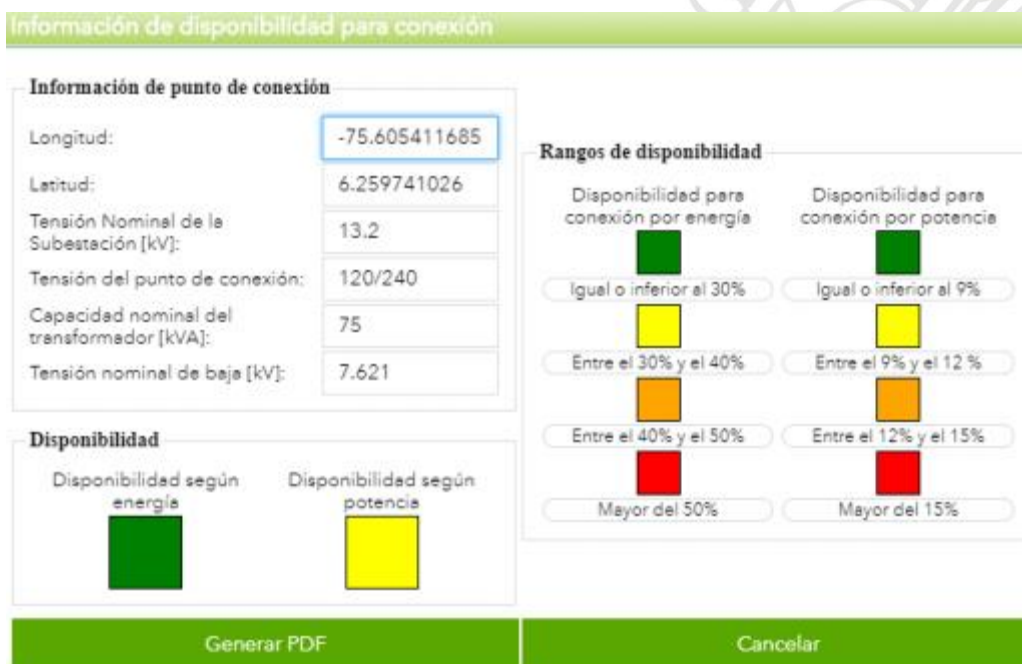 Información de disponibilidad para conexión
Información de punto de conexión
Longitud:
-75.605411685
Latitud:
6.259741026
Tensión Nominal de la
Subestación [kV]:
13.2
Tensión del punto de conexión:
120/240
Capacidad nominal del
transformador [kVA]:
75
Tensión nominal de baja [kV]:
7.621
Disponibilidad
Disponibilidad según
energía
Disponibilidad según
potencia
Rangos de disponibilidad
Disponibilidad para
conexión por energía
Disponibilidad para
conexión por potencia
Igual o inferior al 30%
Igual o inferior al 9%
Entre el 30% y el 40%
Entre el 9% y el 12 %
Entre el 40% y el 50%
Entre el 12% y el 15%
Mayor del 50%
Mayor del 15%
Generar PDF
Cancelar